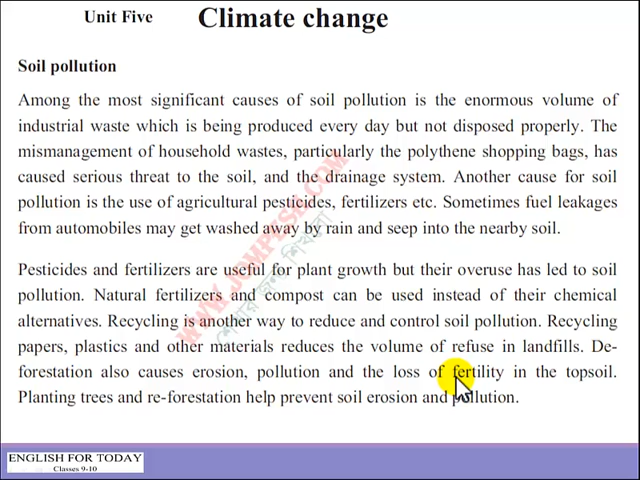 Unit Five
Climate change
Soil pollution
Among the most significant causes of soil pollution is the enormous volume of
industrial waste which is being produced every day but not disposed properly. The
mismanagement of household wastes, particularly the polythene shopping bags, has
caused serious threat to the soil, and the drainage system. Another cause for soil
pollution is the use of agricultural pesticides, fertilizers etc. Sometimes fuel leakages
from automobiles may get washed away by rain and seep into the nearby soil.
Pesticides and fertilizers are useful for plant growth but their overuse has led to soil
pollution. Natural fertilizers and compost can be used instead of their chemical
alternatives. Recycling is another way to reduce and control soil pollution. Recycling
papers, plastics and other materials reduces the volume of refuse in landfills. De-
forestation also causes erosion, pollution and the loss of fertility in the topsoil.
Planting trees and re-forestation help prevent soil erosion and pollution.
ENGLISH FOR TODAY
Classes 9-10